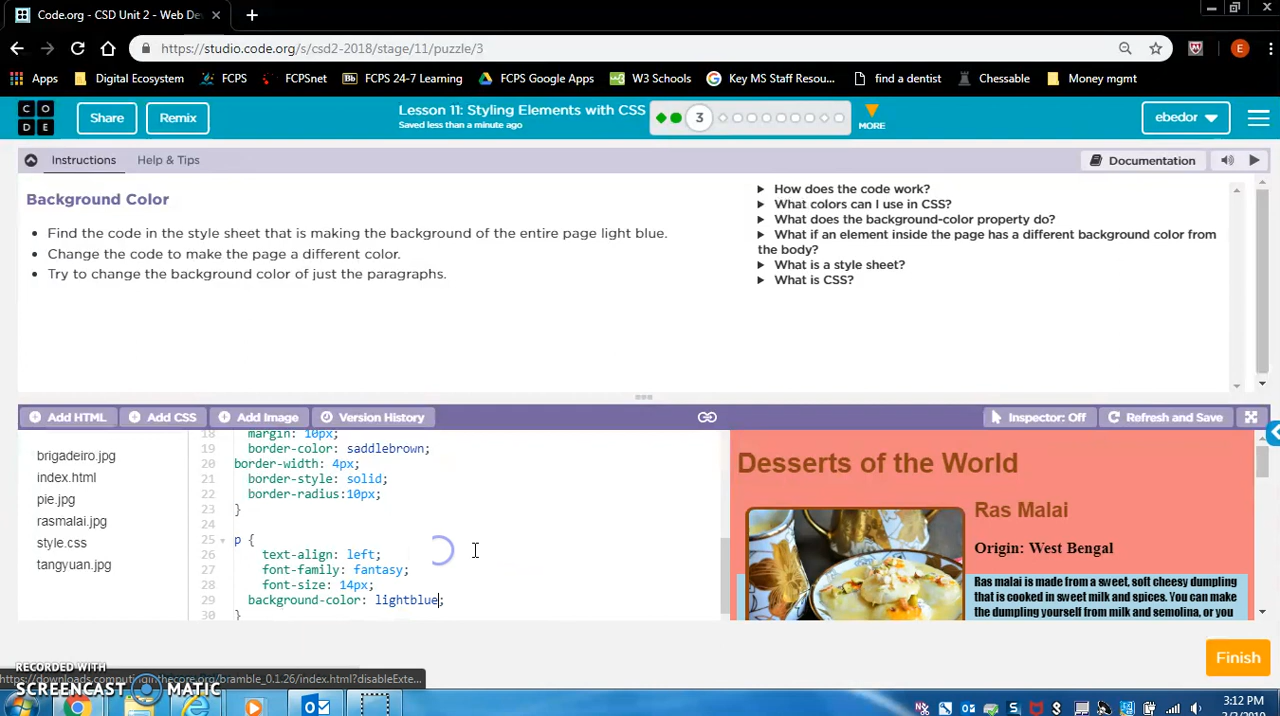 Code.org - CSD Unit 2 - Web De
https://studio.code.org/s/csd2-2018/stage/11/puzzle/3
E
Apps
Digital Ecosystem
FCPS
FCPSnet
Bb FCPS 24-7 Learning
FCPS Google Apps
W3 W3 Schools
Key MS Staff Resou...
find a dentist
Chessable
Money mgmt
C O
D E
Share
Remix
Lesson 11: Styling Elements with CSS
Saved less than a minute ago
3
MORE
ebedor
Instructions
Help & Tips
Documentation
Background Color
Find the code in the style sheet that is making the background of the entire page light blue.
Change the code to make the page a different color.
Try to change the background color of just the paragraphs.
How does the code work?
What colors can I use in CSS?
What does the background-color property do?
What if an element inside the page has a different background color from
the body?
What is a style sheet?
What is CSS?
Add HTML
Add CSS
Add Image
Version History
Inspector: Off
Refresh and Save
brigadeiro.jpg
index.html
pie.jpg
rasmalai.jpg
style.css
tangyuan.jpg
18 margin: 10px;
19 border-color: saddlebrown;
20 border-width: 4px;
21 border-style: solid;
22 border-radius:10px;
23 }
24
25 p {
26 text-align: left;
27 font-family: fantasy;
28 font-size: 14px;
29 background-color: lightblue;
30 }
Desserts of the World
Ras Malai
Origin: West Bengal
Ras malai is made from a sweet, soft cheesy dumpling
that is cooked in sweet milk and spices. You can make
the dumpling yourself from milk and semolina, or you
Finish
RECORDED WITH
https://downloads.computinginthecore.org/bramble_0.1.26/index.html?disableExte...
SCREENCAST MATIC
3:12 PM